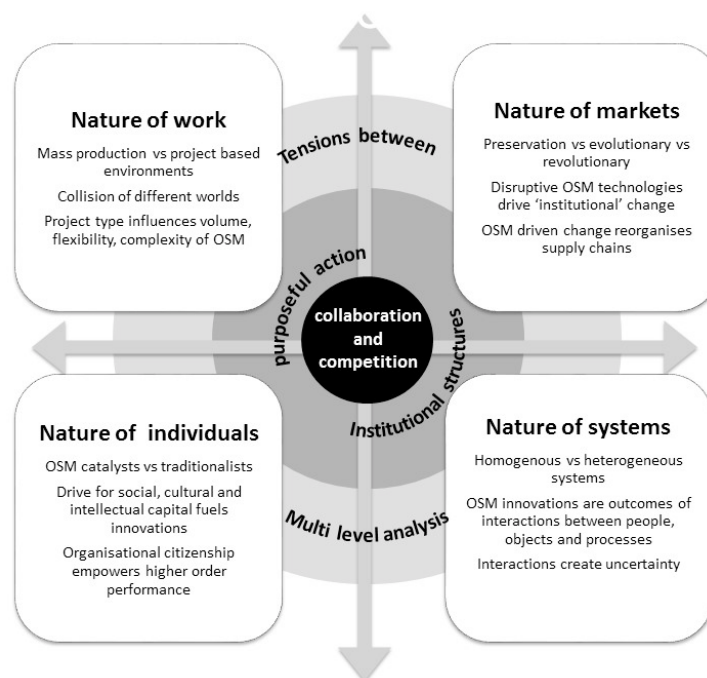 Nature of work
Mass production vs project based
environments
Collision of different worlds
Project type influences volume,
flexibility, complexity of OSM
Nature of markets
Preservation vs evolutionary vs
revolutionary
Disruptive OSM technologies
drive ‘institutional’ change
OSM driven change reorganises
supply chains
Tensions between
purposeful action
collaboration
and
competition
Institutional structures
Multi level analysis
Nature of individuals
OSM catalysts vs traditionalists
Drive for social, cultural and
intellectual capital fuels
innovations
Organisational citizenship
empowers higher order
performance
Nature of systems
Homogenous vs heterogeneous
systems
OSM innovations are outcomes of
interactions between people,
objects and processes
Interactions create uncertainty